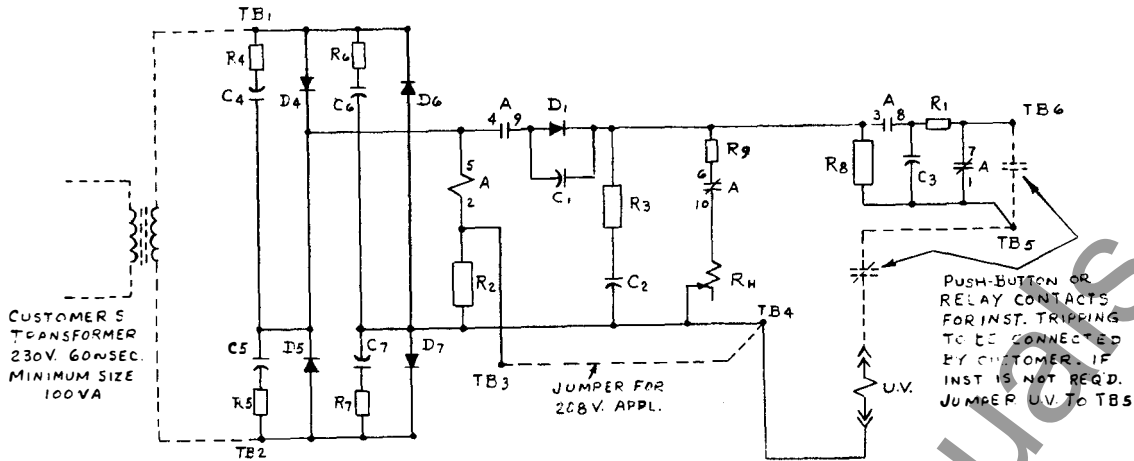 TB1
R4
C4
D4
R6
C6
D6
4 A 9
D1
C1
5
A
2
R2
R3
C2
R9
6
A
10
RH
R8
3 A 8
R1
C3
7
A
1
TB6
TB5
TB4
C5
R5
D5
C7
R7
D7
TB3
TB2
CUSTOMERS
TRANSFORMER
230V. 60~SEC.
MINIMUM SIZE
100VA
JUMPER FOR
208V. APPL.
U.V.
PUSH-BUTTON OR
RELAY CONTACTS
FOR INST. TRIPPING
TO BE CONNECTED
BY CUSTOMER. IF
INST IS NOT REQ'D.
JUMPER U.V. TO TB5
uals